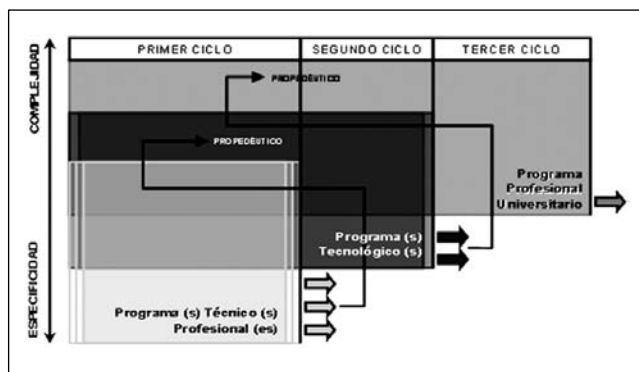 PRIMER CICLO
SEGUNDO CICLO
TERCER CICLO
COMPLEJIDAD
ESPECIFICIDAD
PROPEDÉUTICO
PROPEDÉUTICO
Programa
Profesional
Universitario
Programa (s)
Tecnológico (s)
Programa (s) Técnico (s)
Profesional (es)